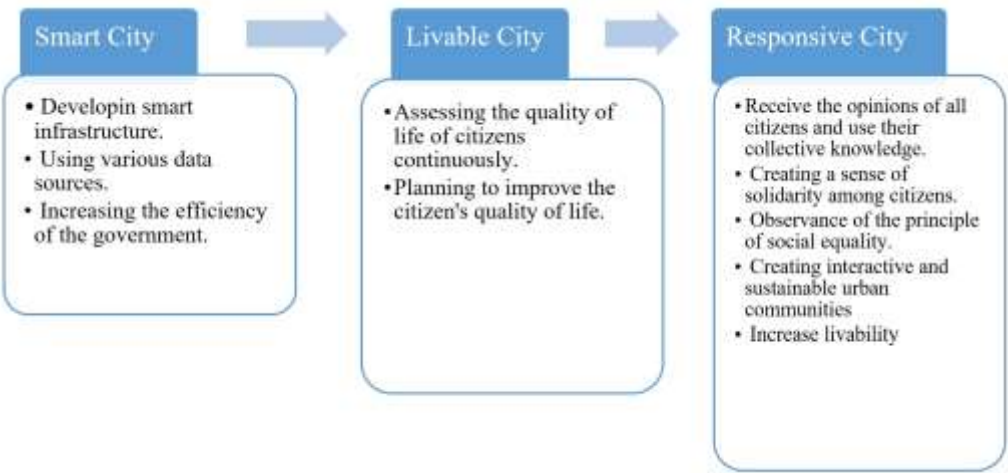 Smart City
• Developin smart
infrastructure.
• Using various data
sources.
• Increasing the efficiency
of the government.
Livable City
•Assessing the quality of
life of citizens
continuously.
•Planning to improve the
citizen's quality of life.
Responsive City
•Receive the opinions of all
citizens and use their
collective knowledge.
• Creating a sense of
solidarity among citizens.
•Observance of the principle
of social equality.
• Creating interactive and
sustainable urban
communities
• Increase livability